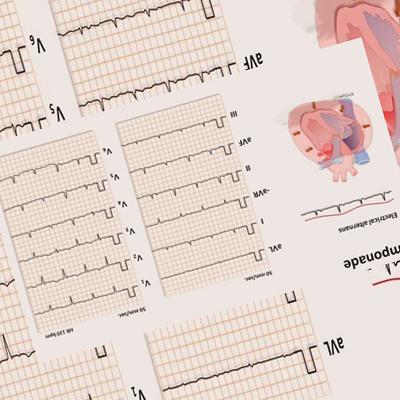 mponade
Electrical alternans
aVL
V1
50 mm/sec.
aVL
I
-aVR
II
aVF
III
50 mm/sec.
HR 120 bpm
V1
V2
V3
V4
V5
V6
aVF
V5
V6